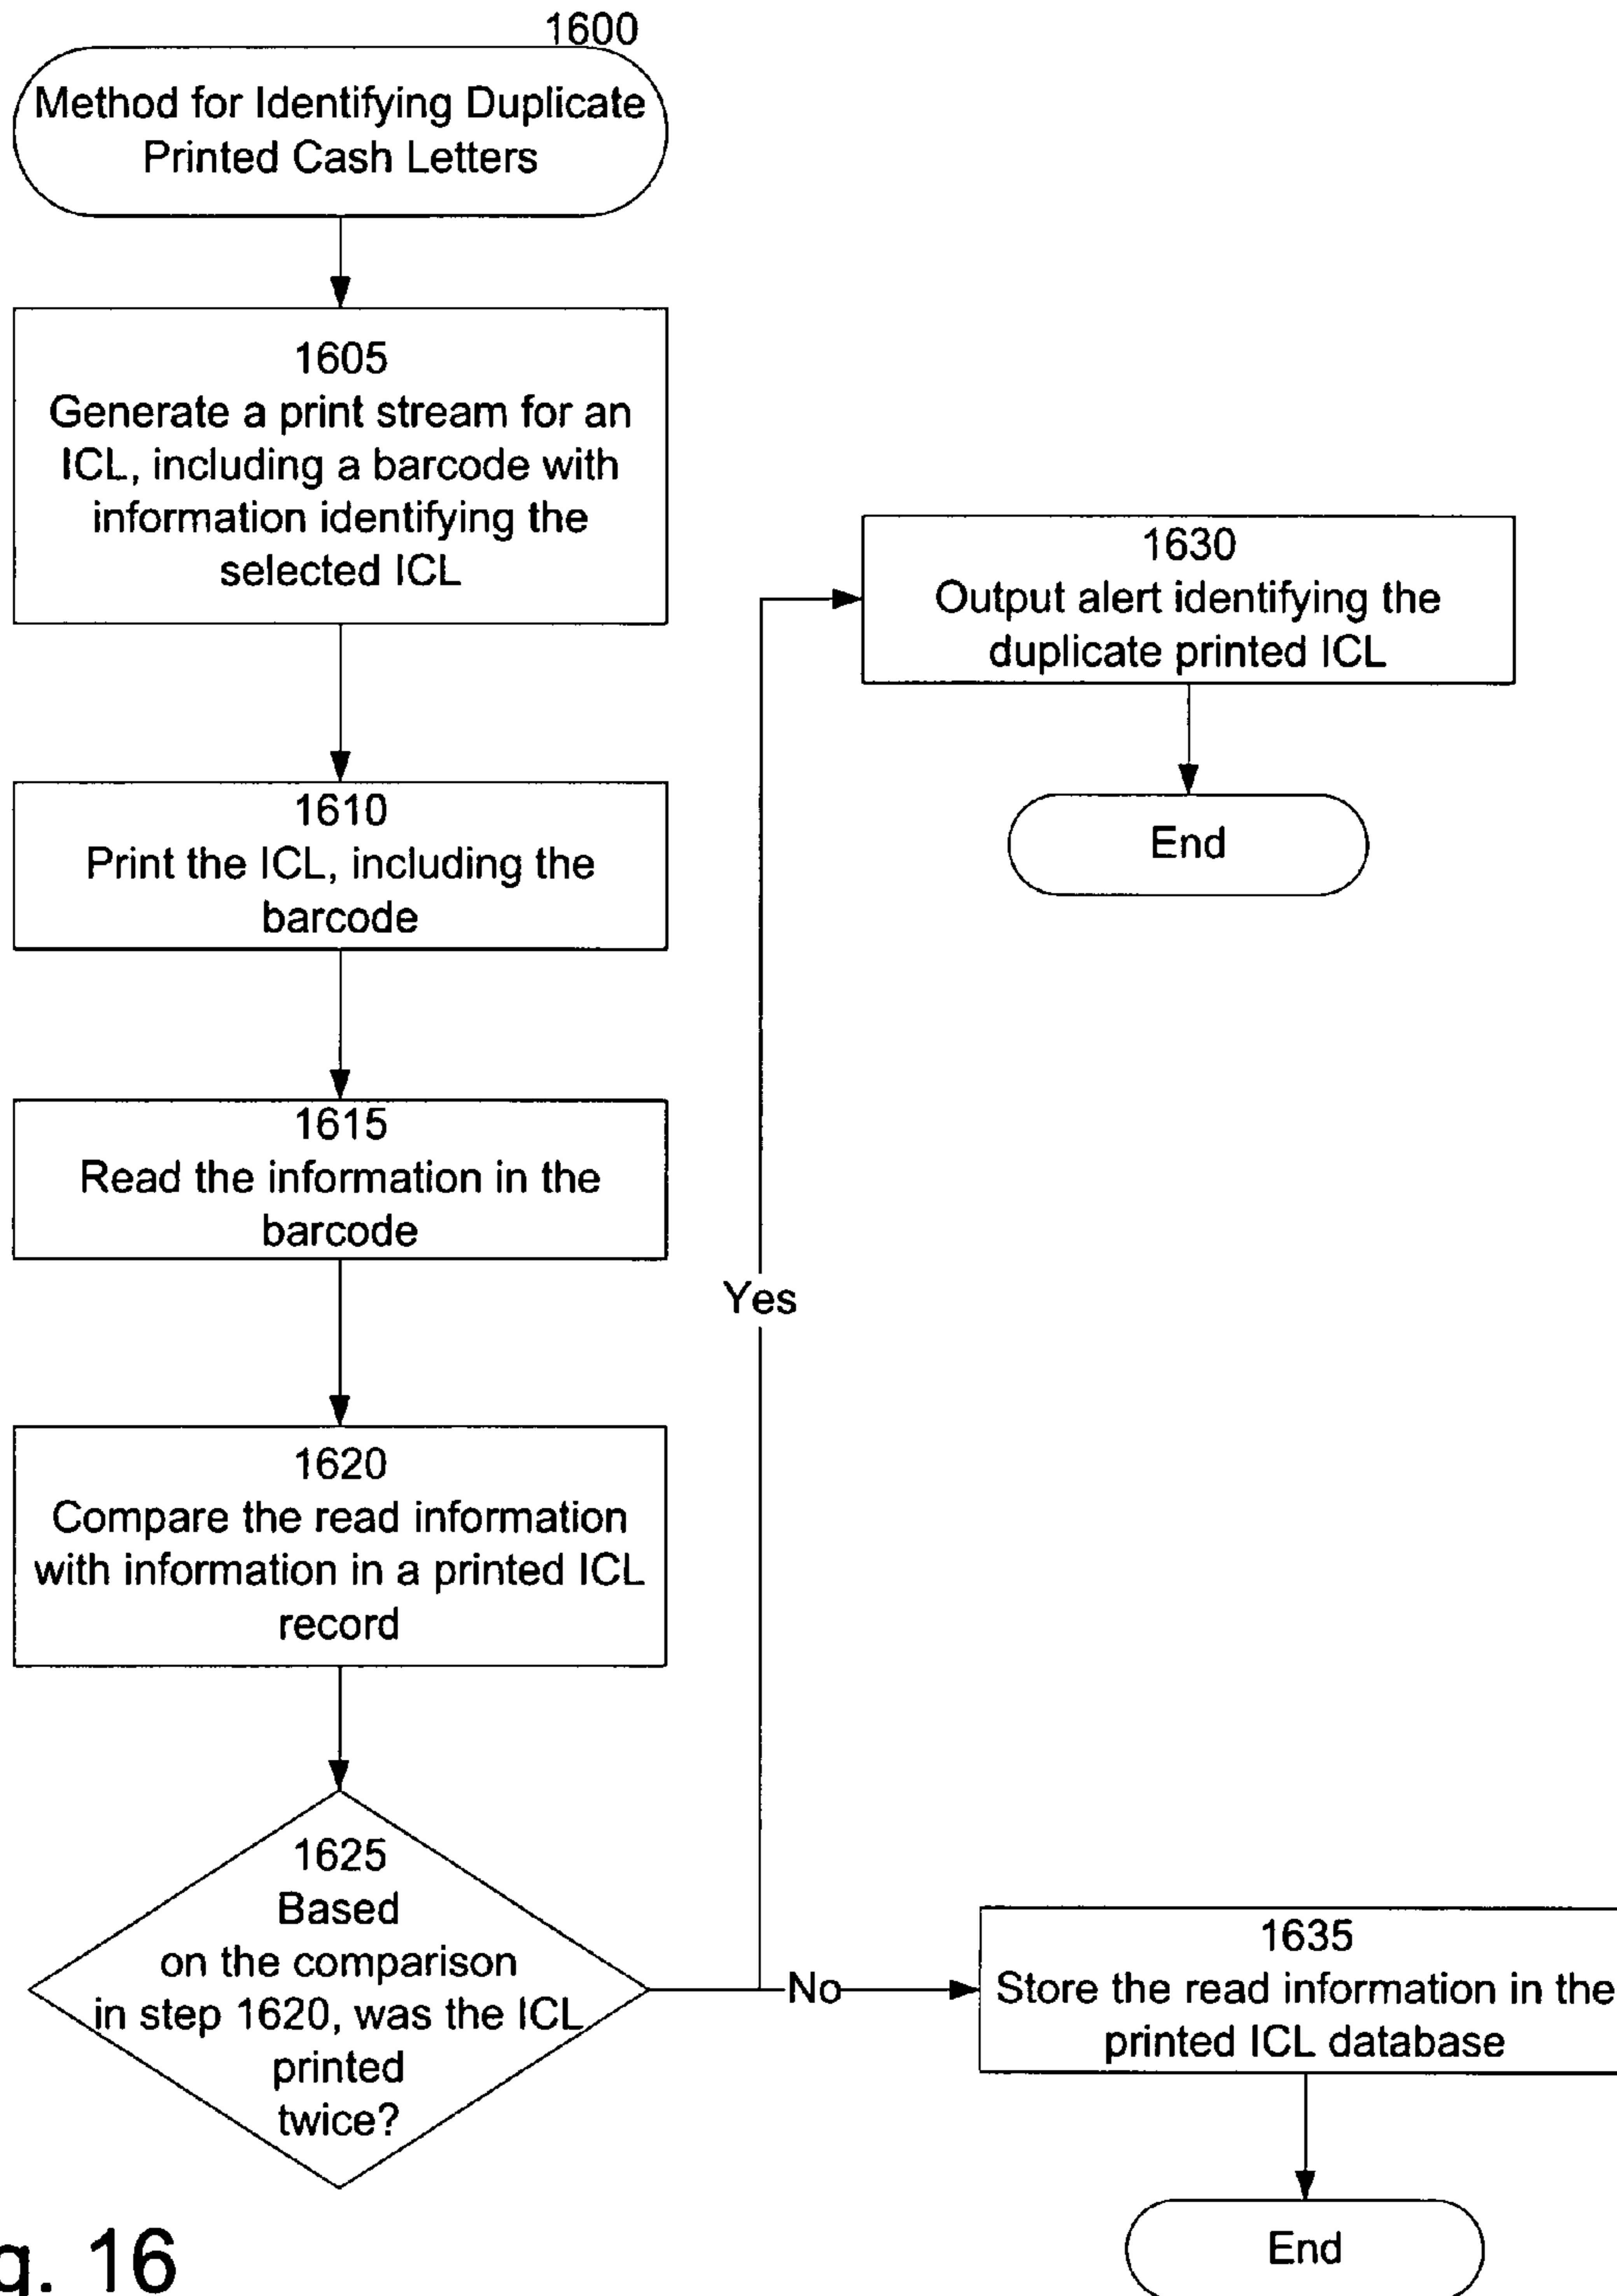 1600
Method for Identifying Duplicate
Printed Cash Letters
1605
Generate a print stream for an
ICL, including a barcode with
information identifying the
selected ICL
1610
Print the ICL, including the
barcode
1615
Read the information in the
barcode
1620
Compare the read information
with information in a printed ICL
record
1625
Based
on the comparison
in step 1620, was the ICL
printed
twice?
Yes
1630
Output alert identifying the
duplicate printed ICL
End
No
1635
Store the read information in the
printed ICL database
End
g. 16